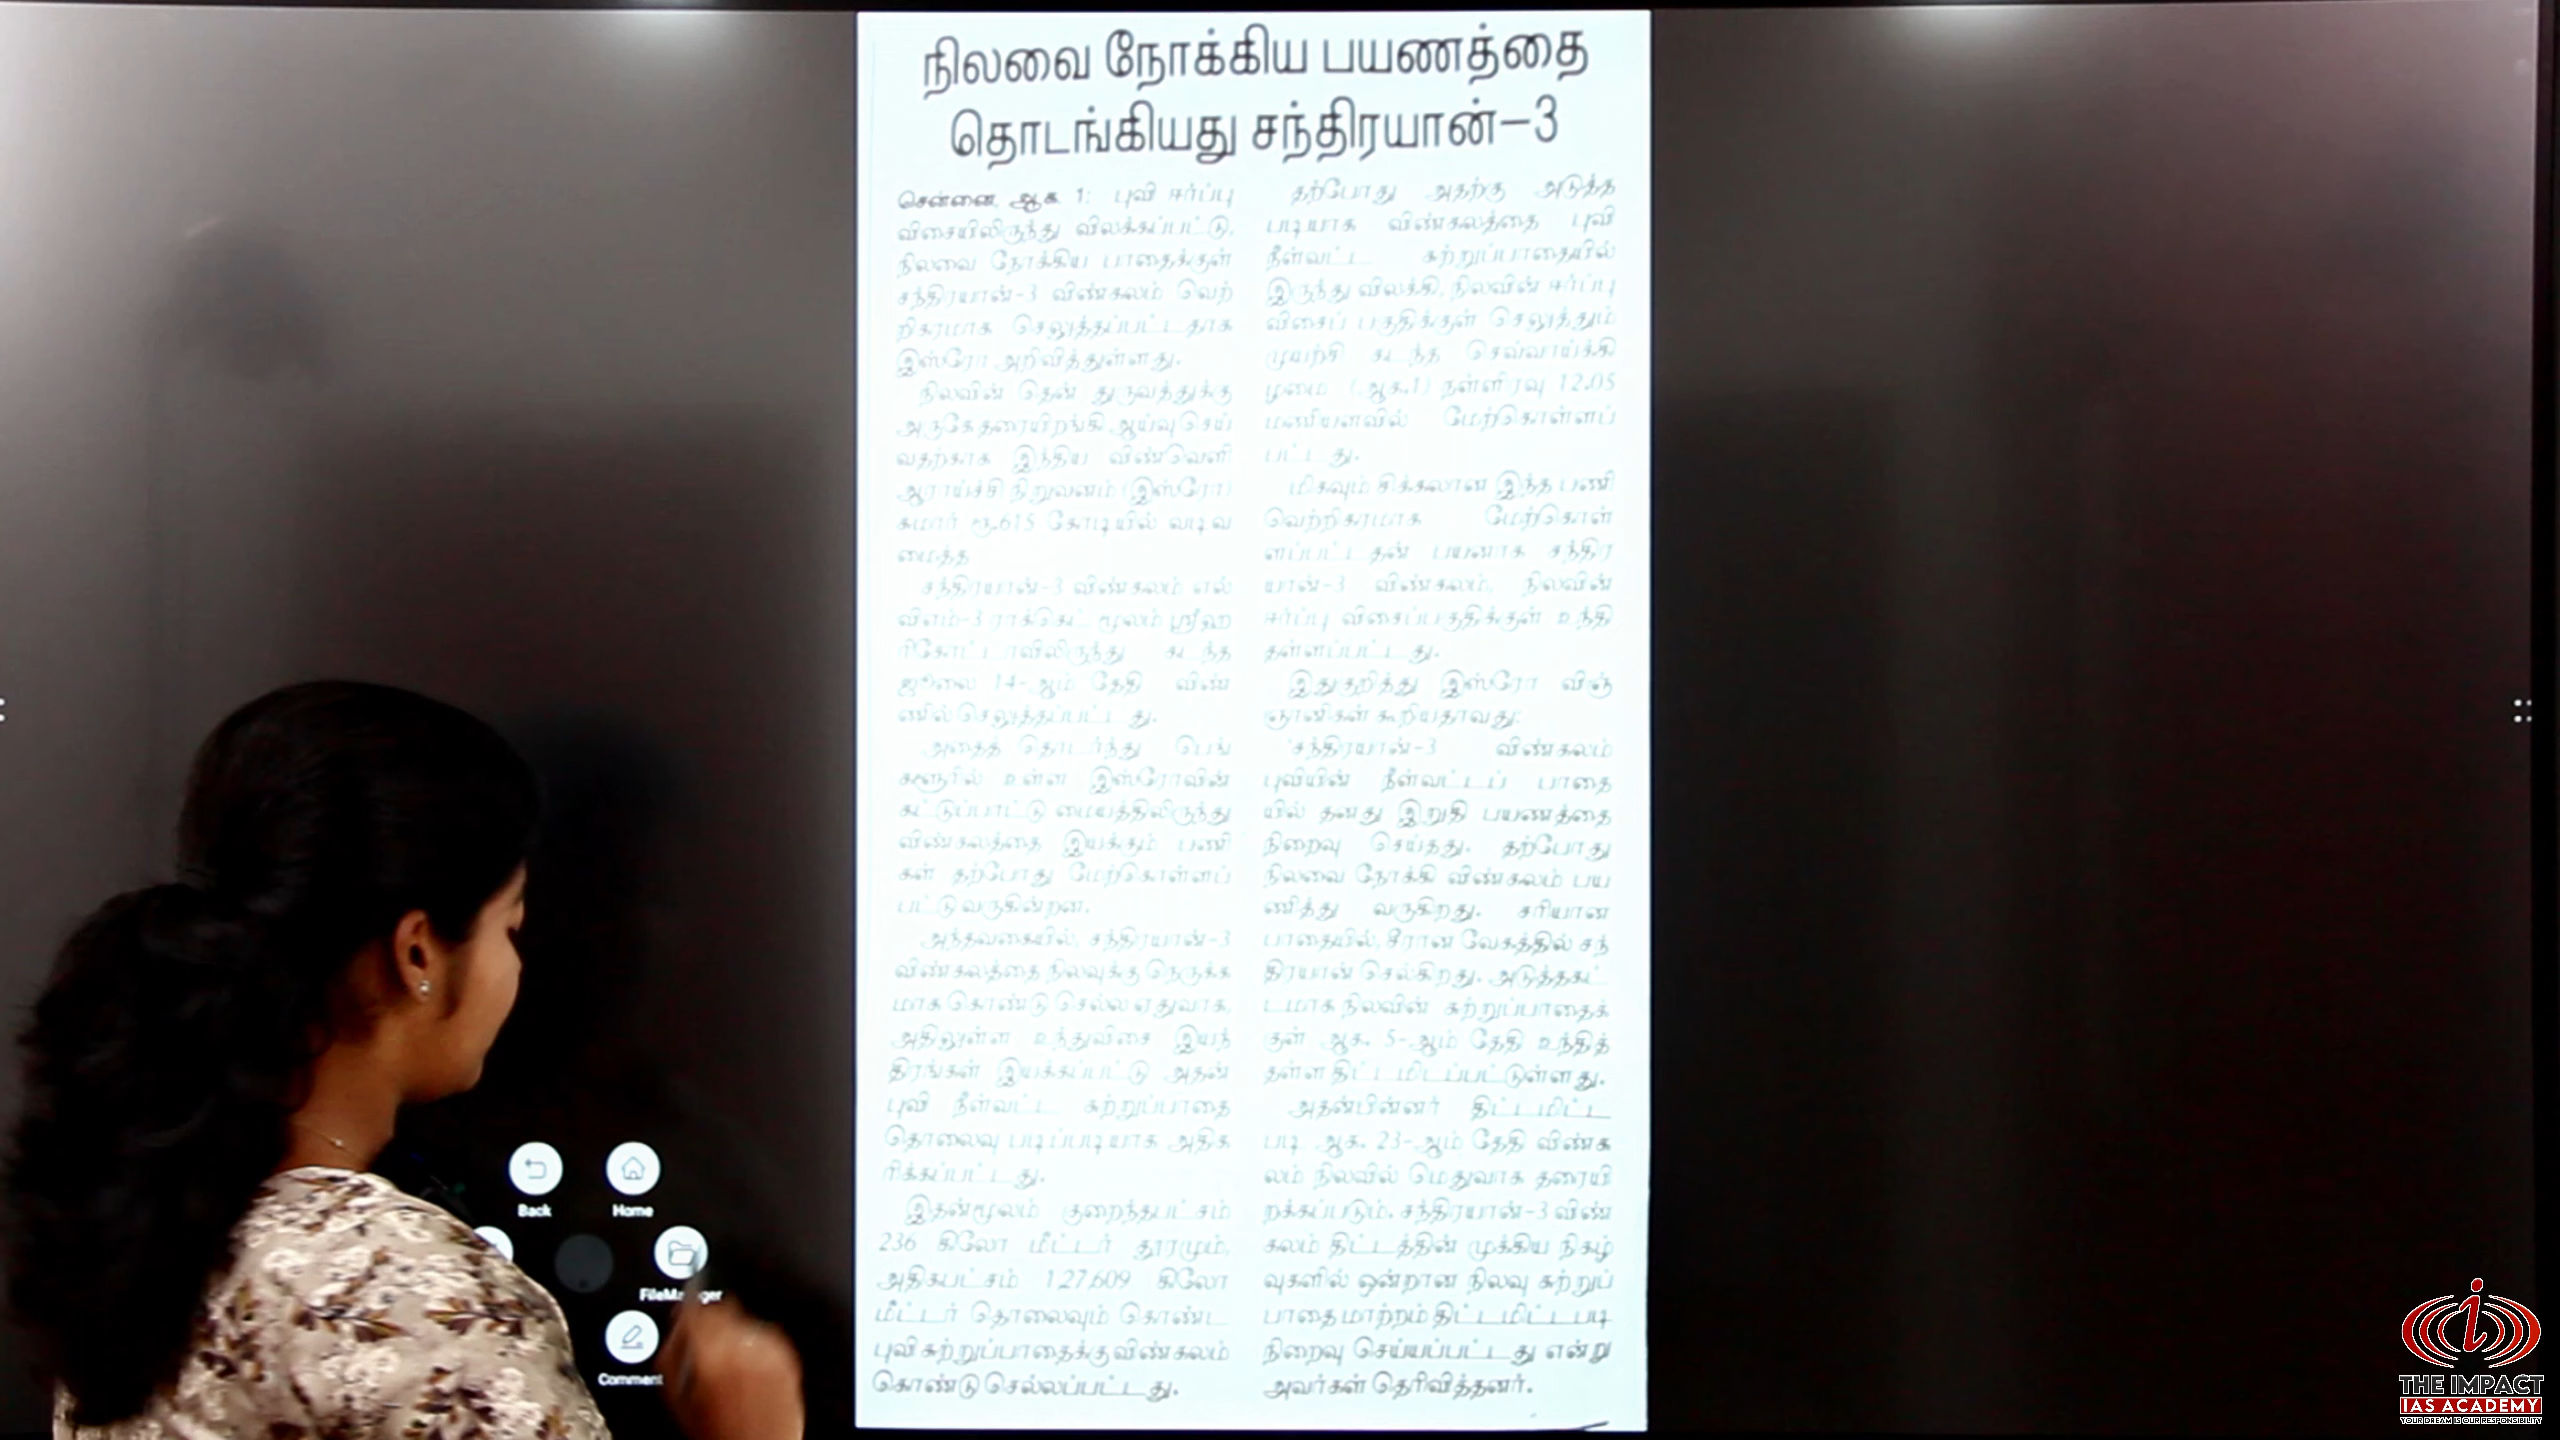 நிலவை நோக்கிய பயணத்தை
தொடங்கியது சந்திரயான்–3
சென்னை, ஆக. 1: புவி ஈர்ப்பு
விசையிலிருந்து விலக்கப்பட்டு,
நிலவை நோக்கிய பாதைக்குள்
சந்திரயான்-3 விண்கலம் வெற்
றிகரமாக செலுத்தப்பட்டதாக
இஸ்ரோ அறிவித்துள்ளது.
நிலவின் தென் துருவத்துக்கு
அருகே தரையிறங்கி ஆய்வு செய்
வதற்காக இந்திய விண்வெளி
ஆராய்ச்சி நிறுவனம் (இஸ்ரோ)
சுமார் ரூ.615 கோடியில் வடிவ
மைத்த
சந்திரயான்-3 விண்கலம் எல்
விஎம்-3 ராக்கெட் மூலம் ஸ்ரீஹ
ரிகோட்டாவிலிருந்து கடந்த
ஜூலை 14-ஆம் தேதி விண்
ணில் செலுத்தப்பட்டது.
அதைத் தொடர்ந்து பெங்
களூரில் உள்ள இஸ்ரோவின்
கட்டுப்பாட்டு மையத்திலிருந்து
விண்கலத்தை இயக்கும் பணி
கள் தற்போது மேற்கொள்ளப்
பட்டு வருகின்றன.
அந்தவகையில், சந்திரயான்-3
விண்கலத்தை நிலவுக்கு நெருக்க
மாக கொண்டு செல்ல ஏதுவாக,
அதிலுள்ள உந்துவிசை இயந்
திரங்கள் இயக்கப்பட்டு அதன்
புவி நீள்வட்ட சுற்றுப்பாதை
தொலைவு படிப்படியாக அதிக
ரிக்கப்பட்டது.
இதன்மூலம் குறைந்தபட்சம்
236 கிலோ மீட்டர் தூரமும்,
அதிகபட்சம் 1,27,609 கிலோ
மீட்டர் தொலைவும் கொண்ட
புவி சுற்றுப்பாதைக்கு விண்கலம்
கொண்டு செல்லப்பட்டது.
தற்போது அதற்கு அடுத்த
படியாக விண்கலத்தை புவி
நீள்வட்ட சுற்றுப்பாதையில்
இருந்து விலக்கி, நிலவின் ஈர்ப்பு
விசைப் பகுதிக்குள் செலுத்தும்
முயற்சி கடந்த செவ்வாய்க்கி
ழமை (ஆக.1) நள்ளிரவு 12.05
மணியளவில் மேற்கொள்ளப்
பட்டது.
மிகவும் சிக்கலான இந்த பணி
வெற்றிகரமாக மேற்கொள்
ளப்பட்டதன் பயனாக சந்திர
யான்-3 விண்கலம், நிலவின்
ஈர்ப்பு விசைப்பகுதிக்குள் உந்தி
தள்ளப்பட்டது.
இதுகுறித்து இஸ்ரோ விஞ்
ஞானிகள் கூறியதாவது:
'சந்திரயான்-3 விண்கலம்
புவியின் நீள்வட்டப் பாதை
யில் தனது இறுதி பயணத்தை
நிறைவு செய்தது. தற்போது
நிலவை நோக்கி விண்கலம் பய
ணித்து வருகிறது. சரியான
பாதையில், சீரான வேகத்தில் சந்
திரயான் செல்கிறது. அடுத்தகட்
டமாக நிலவின் சுற்றுப்பாதைக்
குள் ஆக. 5-ஆம் தேதி உந்தித்
தள்ள திட்டமிடப்பட்டுள்ளது.
அதன்பின்னர் திட்டமிட்ட
படி ஆக. 23-ஆம் தேதி விண்க
லம் நிலவில் மெதுவாக தரையி
றக்கப்படும். சந்திரயான்-3 விண்
கலம் திட்டத்தின் முக்கிய நிகழ்
வுகளில் ஒன்றான நிலவு சுற்றுப்
பாதை மாற்றம் திட்டமிட்டபடி
நிறைவு செய்யப்பட்டது என்று
அவர்கள் தெரிவித்தனர்.
Back
Home
FileManager
Comment
THE IMPACT
IAS ACADEMY
YOUR DREAM IS OUR RESPONSIBILITY